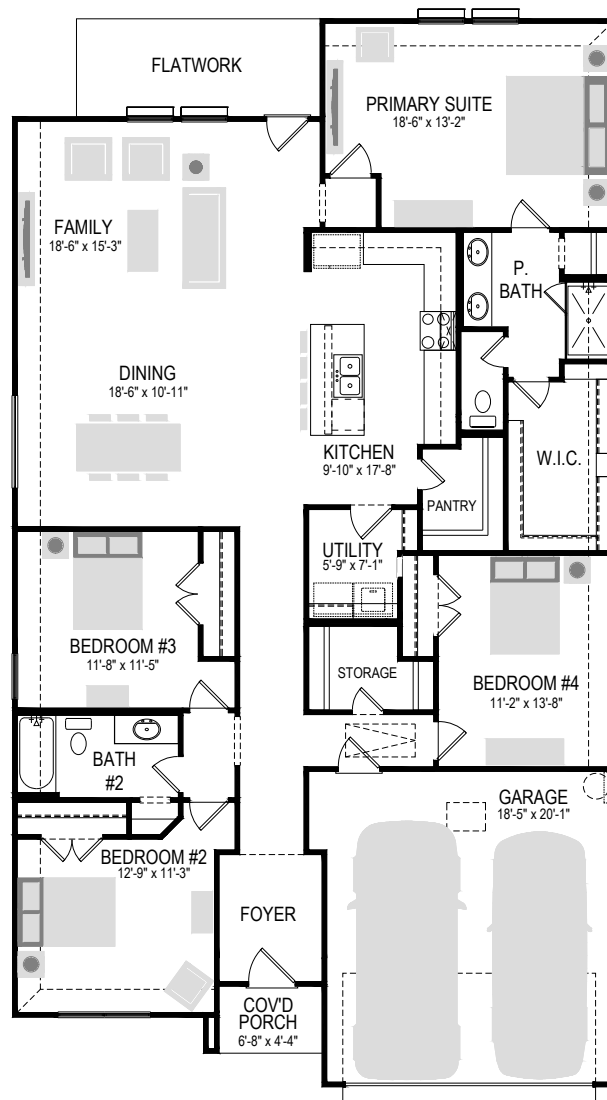 FLATWORK
PRIMARY SUITE
18'-6" x 13'-2"
FAMILY
18'-6" x 15'-3"
P.
BATH
DINING
18'-6" x 10'-11"
KITCHEN
9'-10" x 17'-8"
W.I.C.
PANTRY
UTILITY
5'-9" x 7'-1"
BEDROOM #3
11'-8" x 11'-5"
STORAGE
BEDROOM #4
11'-2" x 13'-8"
BATH
#2
GARAGE
18'-5" x 20'-1"
BEDROOM #2
12'-9" x 11'-3"
FOYER
COV'D
PORCH
6'-8" x 4'-4"